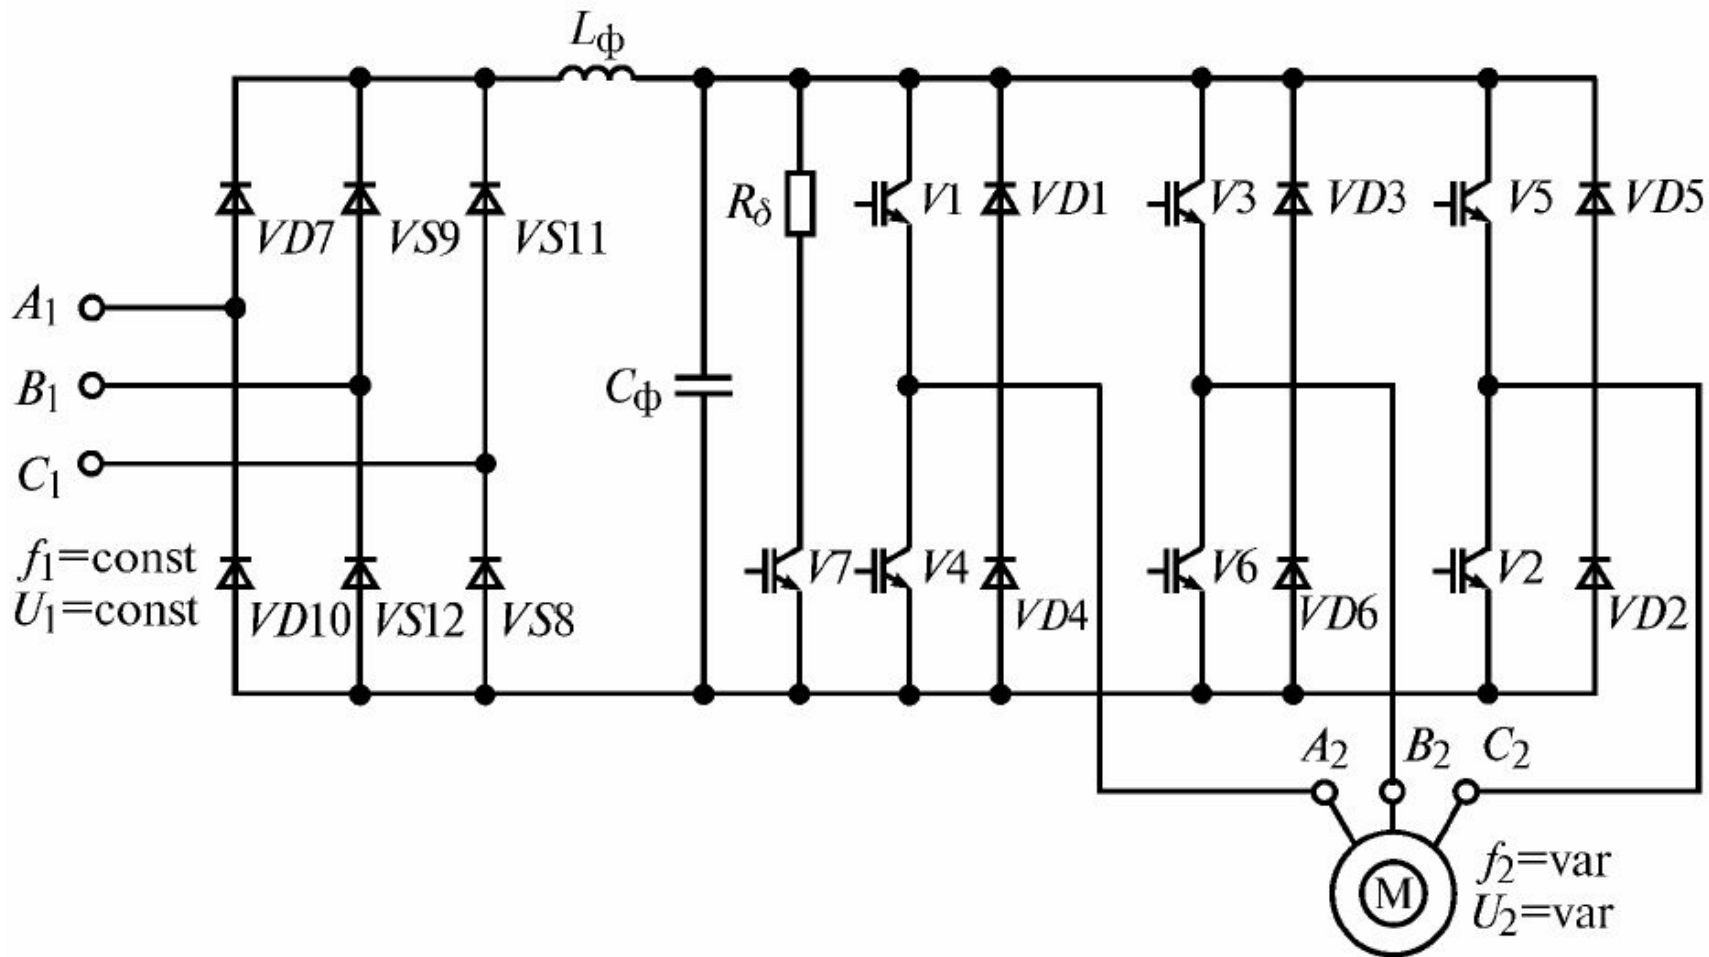 Lф
Rδ
V1
VD1
V3
VD3
V5
VD5
VD7
VS9
VS11
A1
B1
Cф
C1
f1=const
U1=const
VD10
VS12
VS8
V7
V4
VD4
V6
VD6
V2
VD2
A2
B2
C2
M
f2=var
U2=var